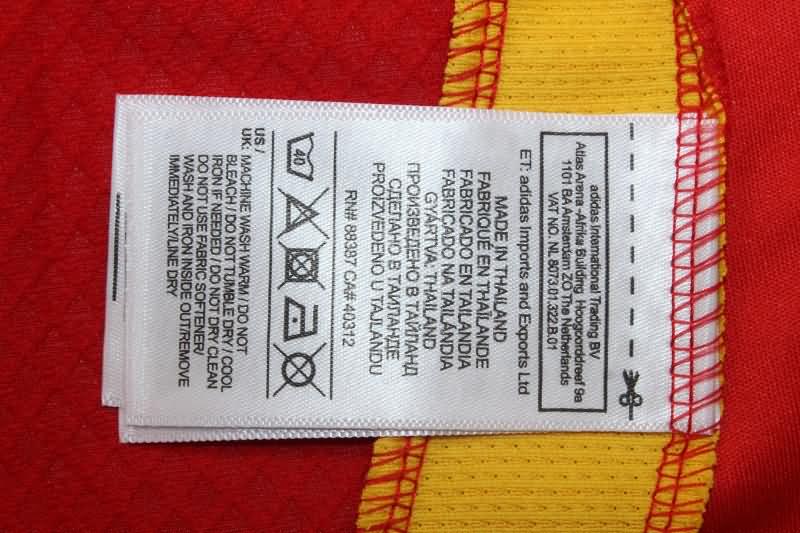 adidas International Trading BV
Atlas Arena -Afrika Building Hoogoorddreef 9a
1101 BA Amsterdam ZO The Netherlands
VAT NO. NL 8073.01.322.B.01
ET: adidas Imports and Exports Ltd
MADE IN THAILAND
FABRIQUÉ EN THAÏLANDE
FABRICADO EN TAILANDIA
FABRICADO NA TAILÂNDIA
GYÁRTVA: THAILAND
ПРОИЗВЕДЕНО В ТАЙЛАНД
СДЕЛАНО В ТАИЛАНДЕ
PROIZVEDENO U TAJLANDU
RN# 88387 CA# 40312
40
US /
UK: MACHINE WASH WARM / DO NOT
BLEACH / DO NOT TUMBLE DRY / COOL
IRON IF NEEDED / DO NOT DRY CLEAN
DO NOT USE FABRIC SOFTENER/
WASH AND IRON INSIDE OUT/REMOVE
IMMEDIATELY/LINE DRY